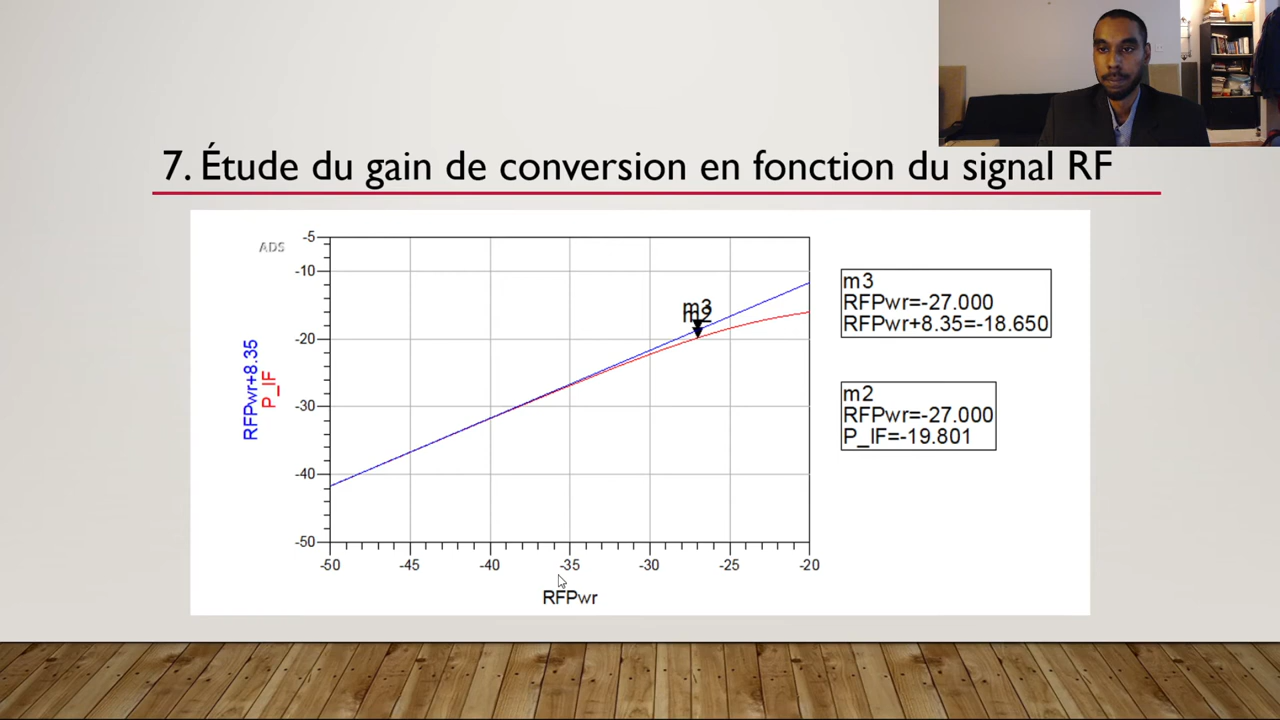 7. Étude du gain de conversion en fonction du signal RF
ADS
RFPwr+8.35
P_IF
-5
-10
-20
-30
-40
-50
-50 -45 -40 -35 -30 -25 -20
RFPwr
m3
m2
m3
RFPwr=-27.000
RFPwr+8.35=-18.650
m2
RFPwr=-27.000
P_IF=-19.801